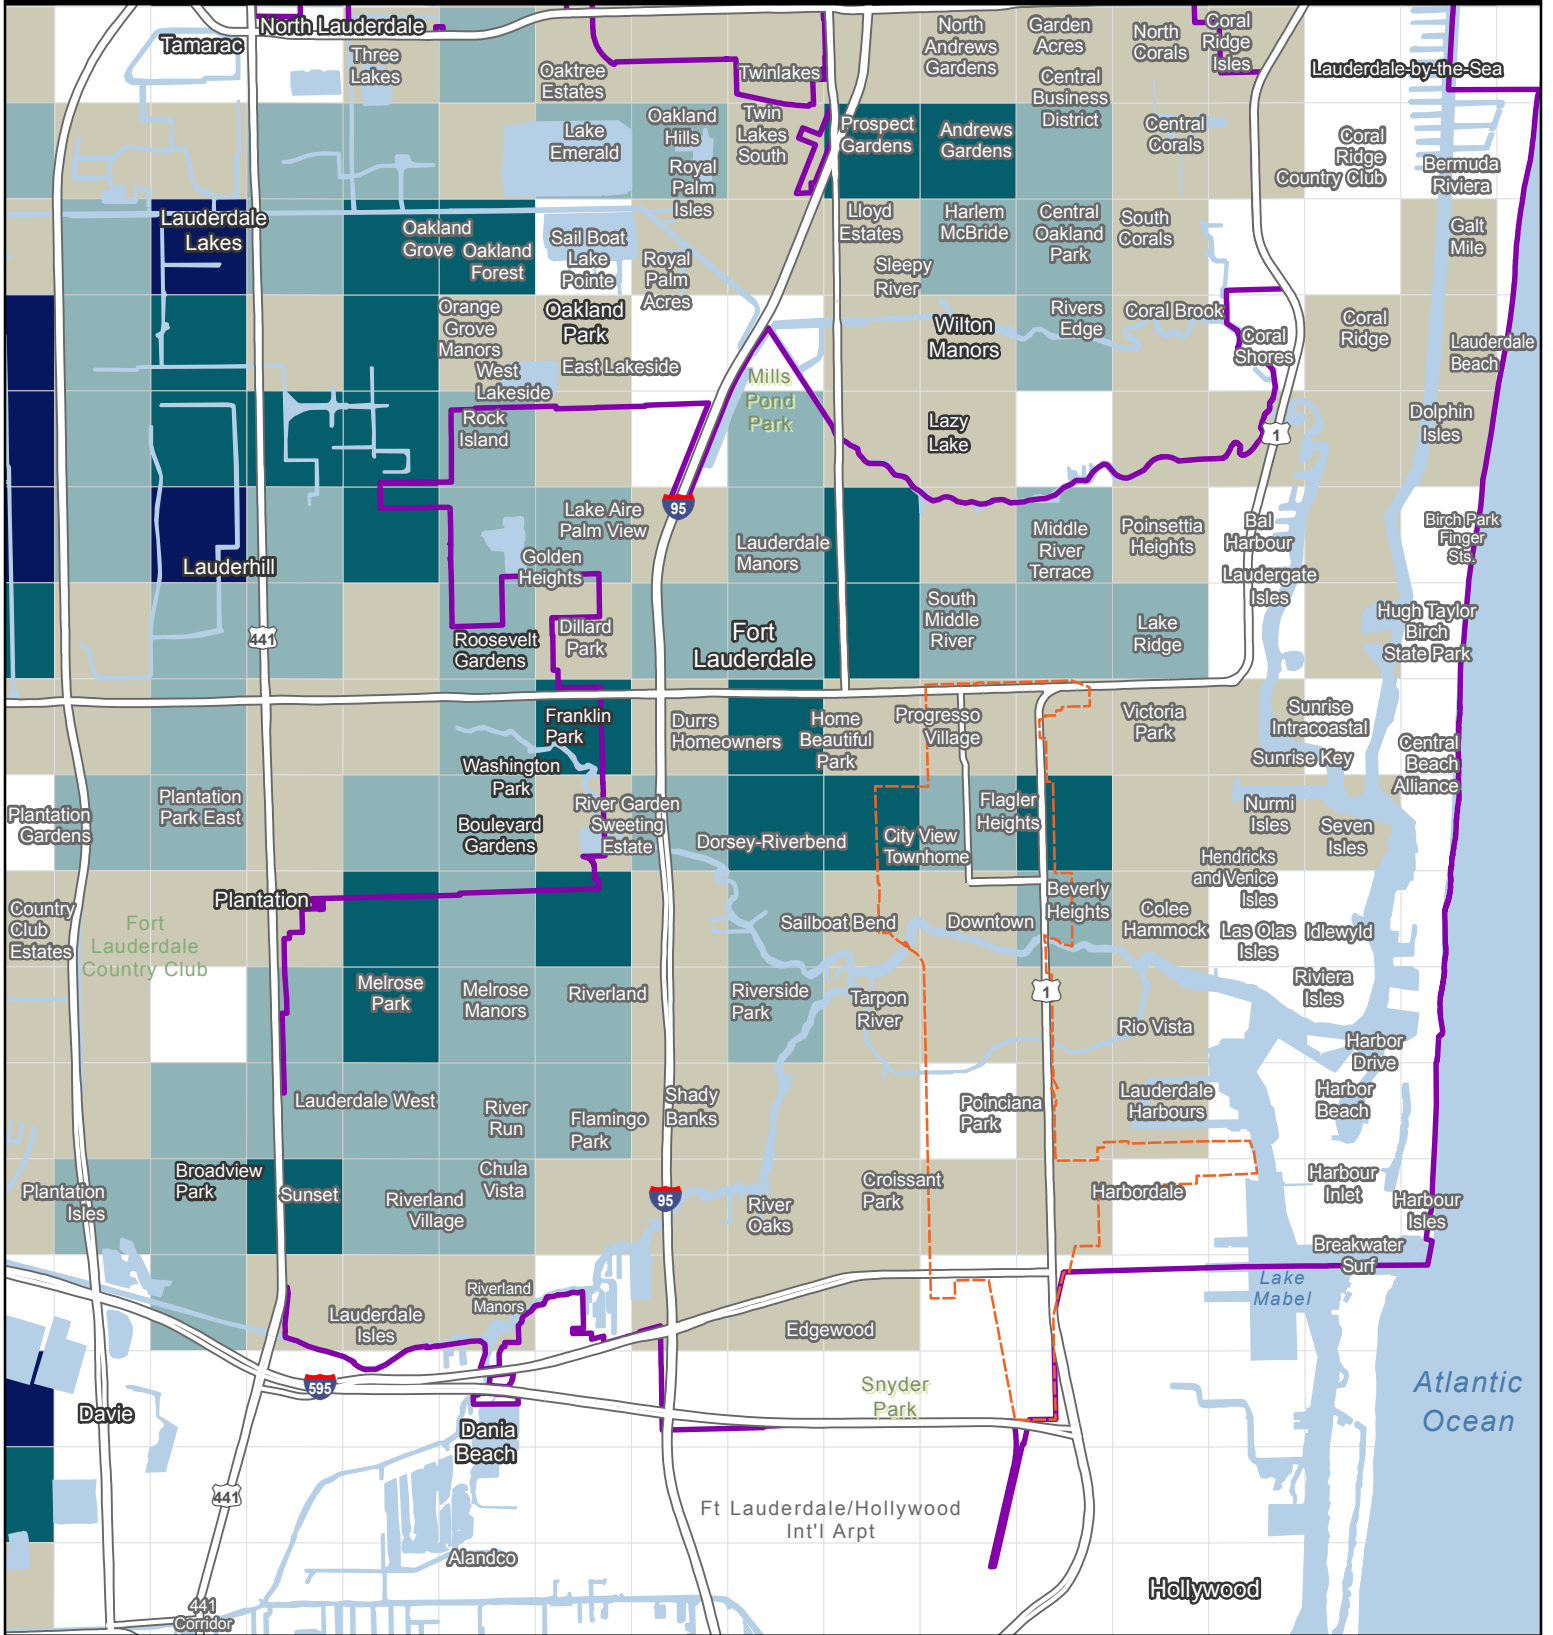 North Lauderdale
Tamarac
Three
Lakes
Oaktree
Estates
Twinlakes
North
Andrews
Gardens
Garden
Acres
North
Corals
Coral
Ridge
Isles
Lauderdale-by-the-Sea
Central
Business
District
Lake
Emerald
Oakland
Hills
Twin
Lakes
South
Prospect
Gardens
Andrews
Gardens
Central
Corals
Coral
Ridge
Country Club
Bermuda
Riviera
Royal
Palm
Isles
Lauderdale
Lakes
Oakland
Grove
Oakland
Forest
Sail Boat
Lake
Pointe
Royal
Palm
Acres
Lloyd
Estates
Harlem
McBride
Central
Oakland
Park
South
Corals
Galt
Mile
Sleepy
River
Orange
Grove
Manors
Oakland
Park
Wilton
Manors
Rivers
Edge
Coral Brook
Coral
Shores
Coral
Ridge
Lauderdale
Beach
West
Lakeside
East Lakeside
Mills
Pond
Park
Rock
Island
Lazy
Lake
Dolphin
Isles
1
95
Lake Aire
Palm View
Golden
Heights
Lauderdale
Manors
Middle
River
Terrace
Poinsettia
Heights
Bal
Harbour
Birch Park
Finger
Sts.
Lauderhill
Laudergate
Isles
441
Roosevelt
Gardens
Dillard
Park
Fort
Lauderdale
South
Middle
River
Lake
Ridge
Hugh Taylor
Birch
State Park
Franklin
Park
Durrs
Homeowners
Home
Beautiful
Park
Progresso
Village
Victoria
Park
Sunrise
Intracoastal
Sunrise Key
Central
Beach
Alliance
Washington
Park
Plantation
Gardens
Plantation
Park East
Boulevard
Gardens
River Garden
Sweeting
Estate
Dorsey-Riverbend
City View
Townhome
Flagler
Heights
Nurmi
Isles
Seven
Isles
Hendricks
and Venice
Isles
Plantation
Country
Club
Estates
Fort
Lauderdale
Country Club
Sailboat Bend
Downtown
Beverly
Heights
Colee
Hammock
Las Olas
Isles
Idlewyld
Melrose
Park
Melrose
Manors
Riverland
Riverside
Park
Tarpon
River
1
Rio Vista
Riviera
Isles
Harbor
Drive
Lauderdale West
River
Run
Flamingo
Park
Shady
Banks
Poinciana
Park
Lauderdale
Harbours
Harbor
Beach
Plantation
Isles
Broadview
Park
Sunset
Riverland
Village
Chula
Vista
95
River
Oaks
Croissant
Park
Harbordale
Harbour
Inlet
Harbour
Isles
Breakwater
Surf
Lake
Mabel
Riverland
Manors
Lauderdale
Isles
Edgewood
595
Snyder
Park
Davie
Dania
Beach
Atlantic
Ocean
441
Ft Lauderdale/Hollywood
Int'l Arpt
Alandco
Hollywood
441
Corridor